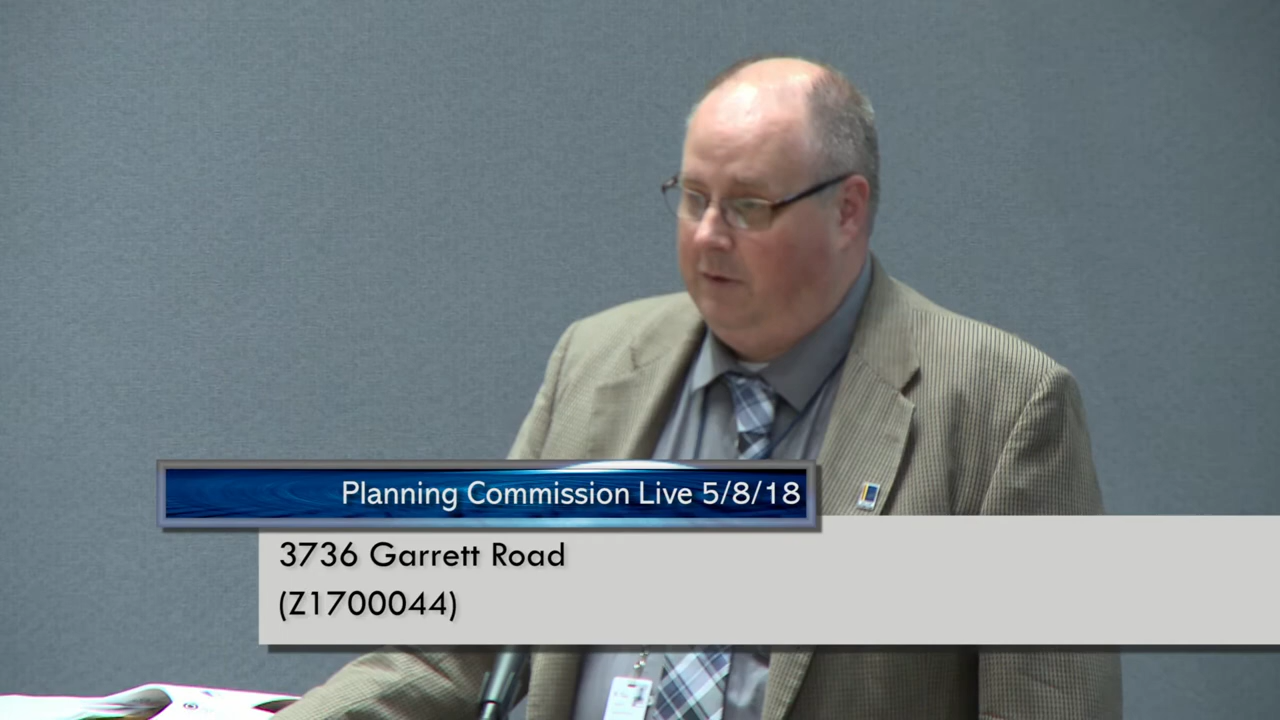 Planning Commission Live 5/8/18
3736 Garrett Road
(Z1700044)